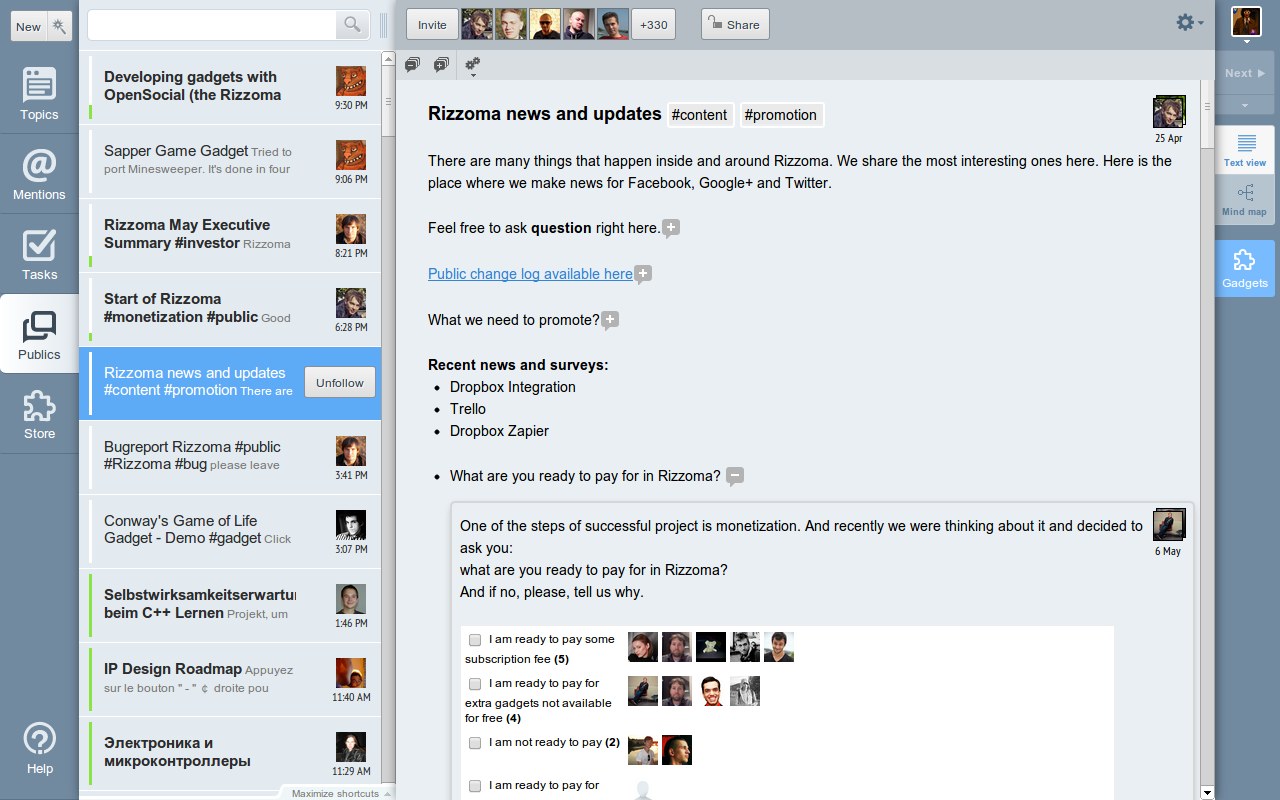 New
Topics
Mentions
Tasks
Publics
Store
Help
Developing gadgets with
OpenSocial (the Rizzoma
9:30 PM
Sapper Game Gadget Tried to
port Minesweeper. It's done in four
9:06 PM
Rizzoma May Executive
Summary #investor Rizzoma
8:21 PM
Start of Rizzoma
#monetization #public Good
6:28 PM
Rizzoma news and updates
#content #promotion There are
Unfollow
Bugreport Rizzoma #public
#Rizzoma #bug please leave
3:41 PM
Conway's Game of Life
Gadget - Demo #gadget Click
3:07 PM
Selbstwirksamkeitserwartur
beim C++ Lernen Projekt, um
1:46 PM
IP Design Roadmap Appuyez
sur le bouton " - " ¢ droite pou
11:40 AM
Электроника и
микроконтроллеры
11:29 AM
Maximize shortcuts
Invite
+330
Share
Rizzoma news and updates #content #promotion
25 Apr
There are many things that happen inside and around Rizzoma. We share the most interesting ones here. Here is the
place where we make news for Facebook, Google+ and Twitter.
Feel free to ask question right here.
Public change log available here
What we need to promote?
Recent news and surveys:
• Dropbox Integration
• Trello
• Dropbox Zapier
• What are you ready to pay for in Rizzoma?
One of the steps of successful project is monetization. And recently we were thinking about it and decided to
ask you:
what are you ready to pay for in Rizzoma?
And if no, please, tell us why.
6 May
I am ready to pay some
subscription fee (5)
I am ready to pay for
extra gadgets not available
for free (4)
I am not ready to pay (2)
I am ready to pay for
Next
Text view
Mind map
Gadgets